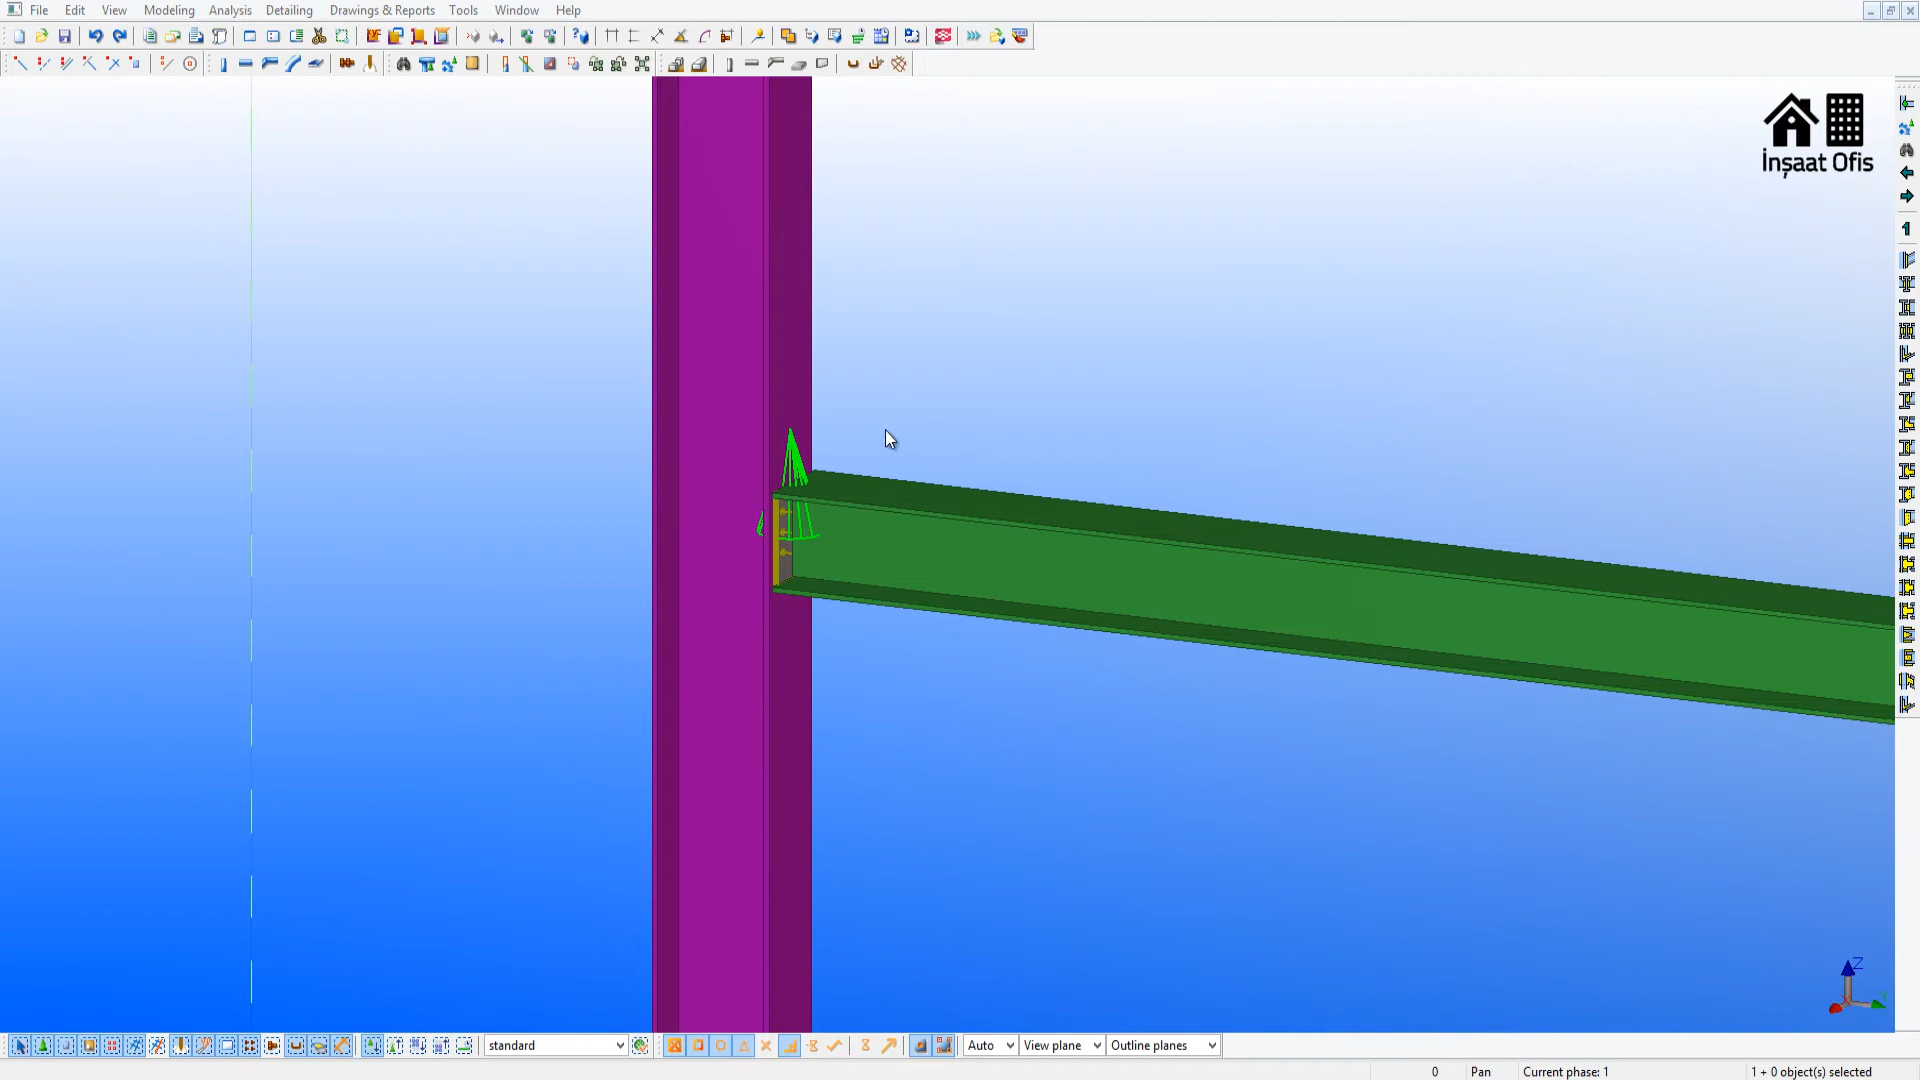 File Edit View Modeling Analysis Detailing Drawings & Reports Tools Window Help
İnşaat Ofis
Z
standard Auto View plane Outline planes
0 Pan Current phase: 1 1 + 0 object(s) selected